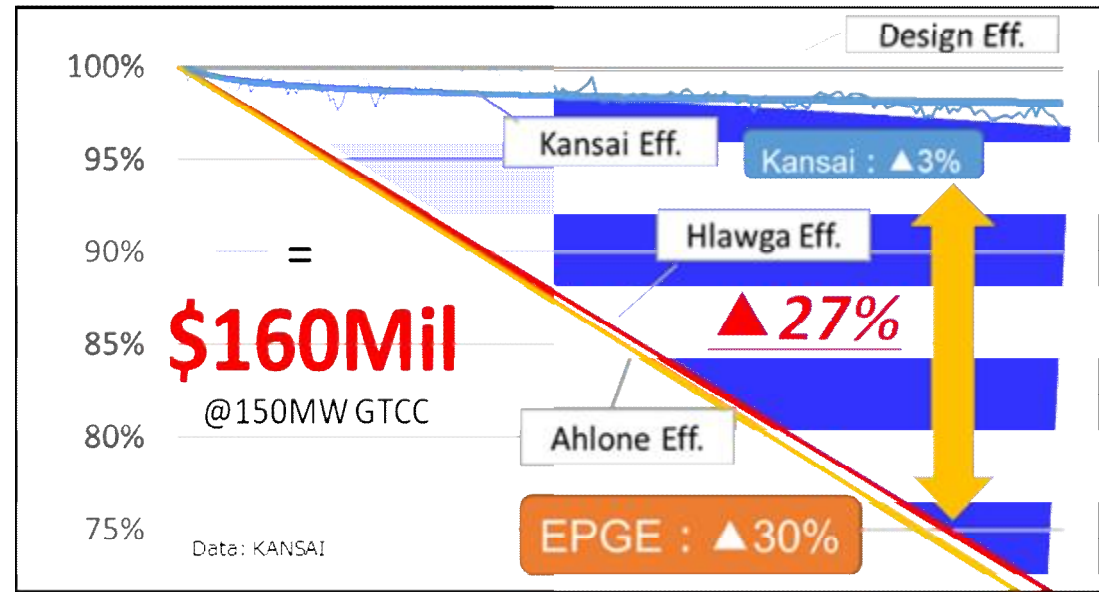 Design Eff.
100%
Kansai Eff.
95%
Kansai : ▲3%
Hlawga Eff.
90%
=
▲27%
$160Mil
85%
@150MW GTCC
80%
Ahlone Eff.
EPGE : ▲30%
75%
Data: KANSAI